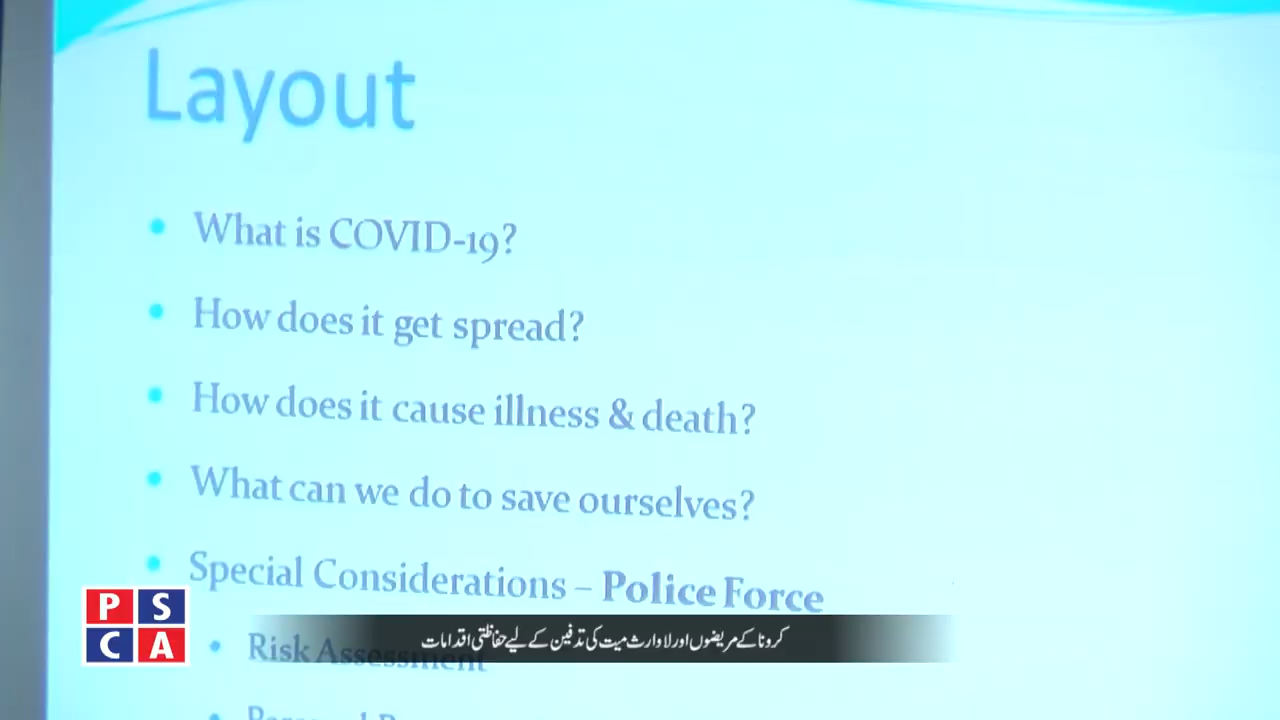 Layout
• What is COVID-19?
• How does it get spread?
• How does it cause illness & death?
• What can we do to save ourselves?
• Special Considerations – Police Force
• Risk Assessment
P S
C A
کرونا کے مریضوں اور لاوارث میت کی تدفین کے لیے حفاظتی اقدامات